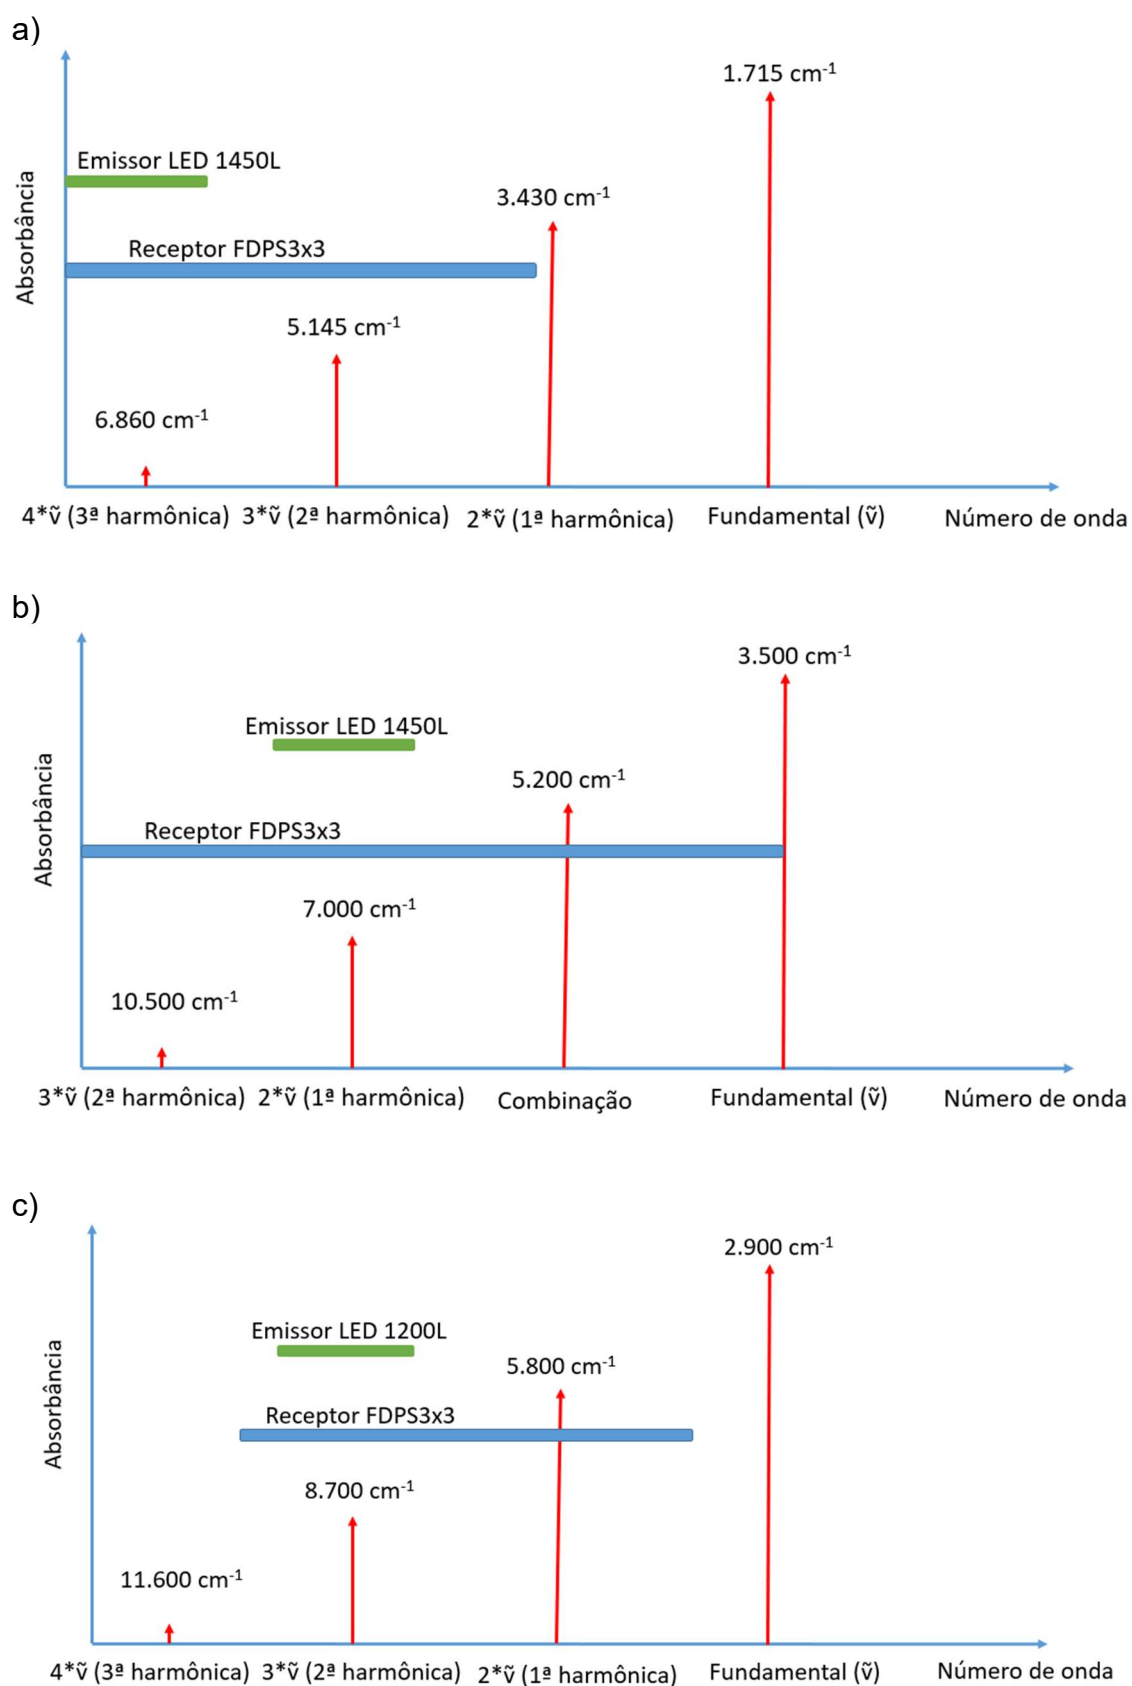 a)
1.715 cm-1
Emissor LED 1450L
3.430 cm-1
Receptor FDPS3x3
Absorbância
5.145 cm-1
6.860 cm-1
4*ṽ (3ª harmônica) 3*ṽ (2ª harmônica) 2*ṽ (1ª harmônica) Fundamental (ṽ) Número de onda
b)
3.500 cm-1
Emissor LED 1450L
5.200 cm-1
Receptor FDPS3x3
Absorbância
7.000 cm-1
10.500 cm-1
3*ṽ (2ª harmônica) 2*ṽ (1ª harmônica) Combinação Fundamental (ṽ) Número de onda
c)
2.900 cm-1
Emissor LED 1200L
5.800 cm-1
Receptor FDPS3x3
Absorbância
8.700 cm-1
11.600 cm-1
4*ṽ (3ª harmônica) 3*ṽ (2ª harmônica) 2*ṽ (1ª harmônica) Fundamental (ṽ) Número de onda